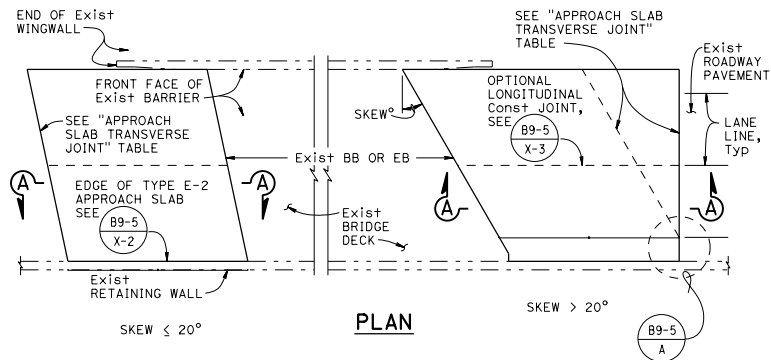 END OF Exist
WINGWALL
SEE "APPROACH SLAB
TRANSVERSE JOINT"
TABLE
Exist
ROADWAY
PAVEMENT
FRONT FACE OF
Exist BARRIER
OPTIONAL
LONGITUDINAL
Const JOINT,
SEE
B9-5
X-3
SKEW°
LANE
LINE,
Typ
SEE "APPROACH
SLAB TRANSVERSE
JOINT" TABLE
Exist BB OR EB
A
A
A
A
EDGE OF TYPE E-2
APPROACH SLAB
SEE
B9-5
X-2
Exist
BRIDGE
DECK
Exist
RETAINING WALL
SKEW ≤ 20°
PLAN
SKEW > 20°
B9-5
A